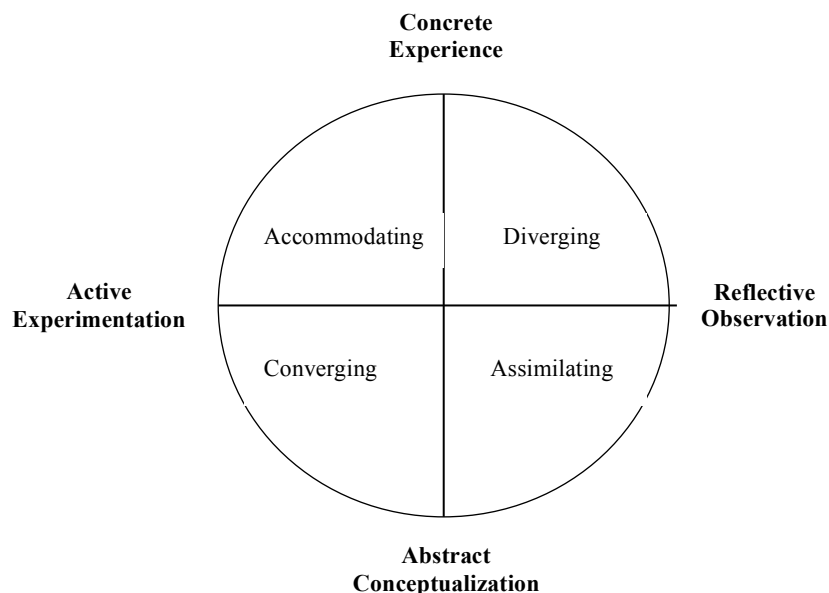 Concrete
Experience
Accommodating
Diverging
Active
Experimentation
Reflective
Observation
Converging
Assimilating
Abstract
Conceptualization